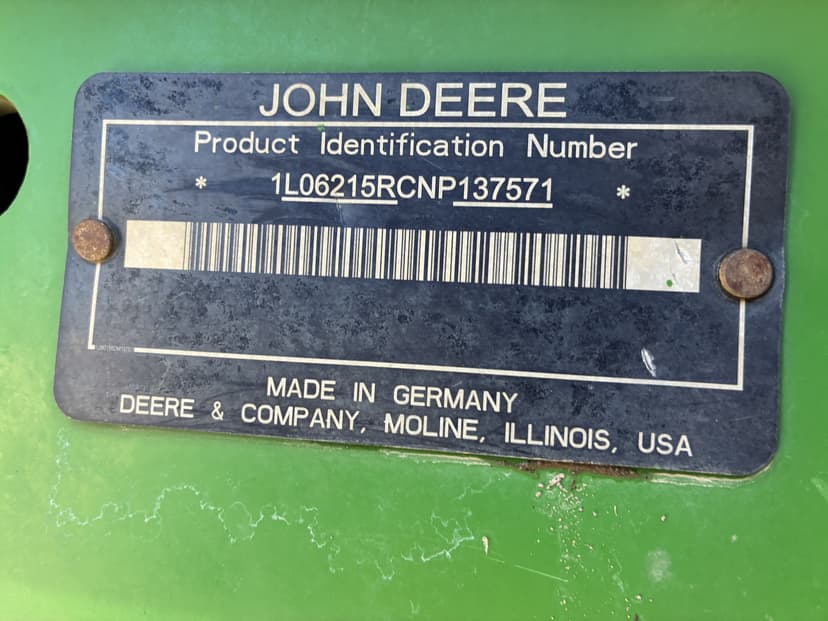 JOHN DEERE
Product Identification Number
* 1L06215RCNP137571 *
MADE IN GERMANY
DEERE & COMPANY, MOLINE, ILLINOIS, USA